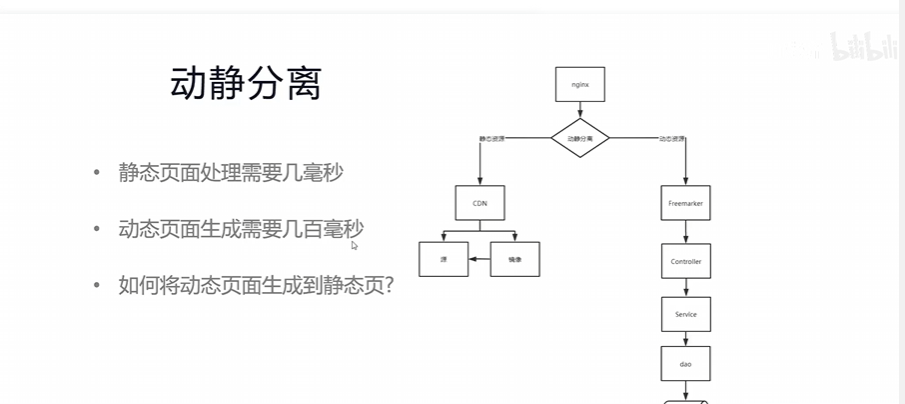 bilibili
动静分离
nginx
静态资源
动静分离
动态资源
• 静态页面处理需要几毫秒
CDN
Freemarker
• 动态页面生成需要几百毫秒
源
镜像
Controller
• 如何将动态页面生成到静态页?
Service
dao